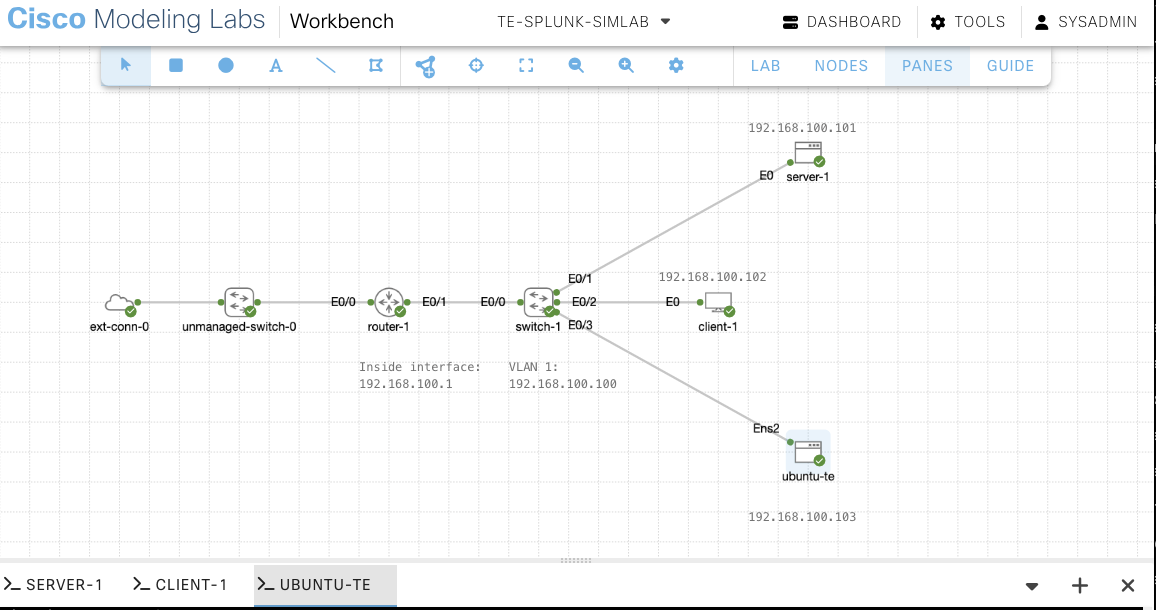 Cisco Modeling Labs Workbench TE-SPLUNK-SIMLAB DASHBOARD TOOLS SYSADMIN
A LAB NODES PANES GUIDE
192.168.100.101
E0 server-1
192.168.100.102
E0/1
E0/0 E0/1 E0/0 E0/2 E0
ext-conn-0 unmanaged-switch-0 router-1 switch-1 E0/3 client-1
Inside interface: VLAN 1:
192.168.100.1 192.168.100.100
Ens2
ubuntu-te
192.168.100.103
SERVER-1 CLIENT-1 UBUNTU-TE